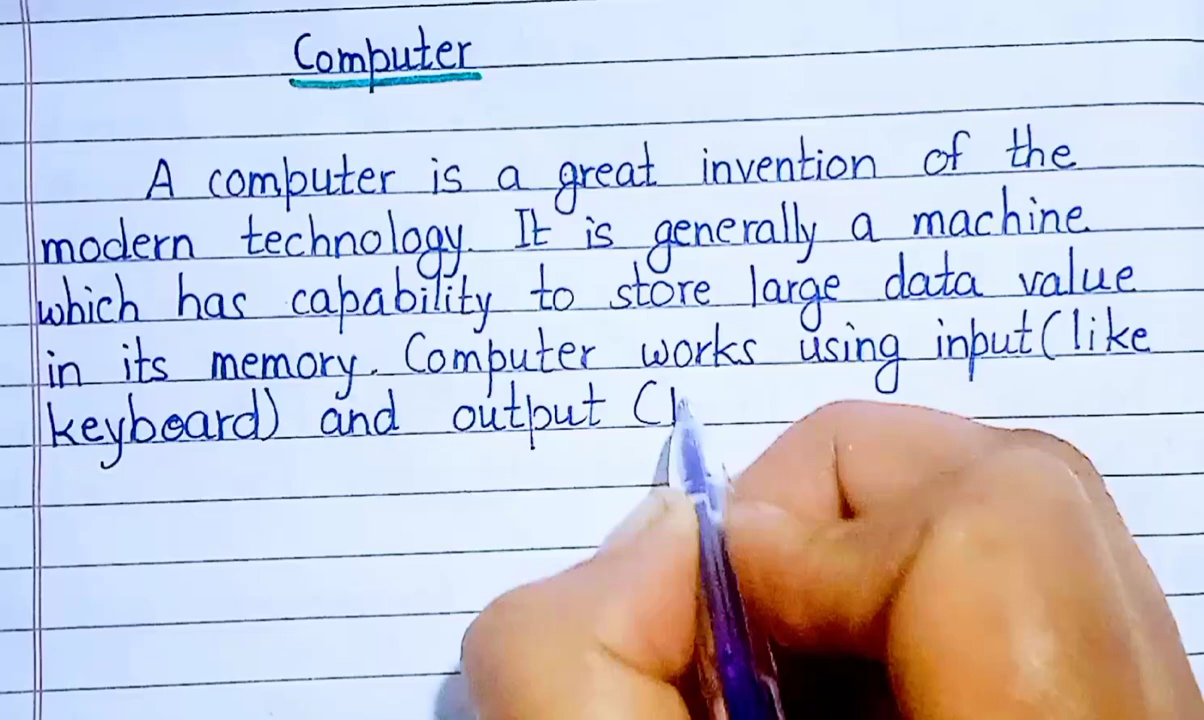 Computer
A computer is a great invention of the
modern technology. It is generally a machine
which has capability to store large data value
in its memory. Computer works using input (like
keyboard) and output (